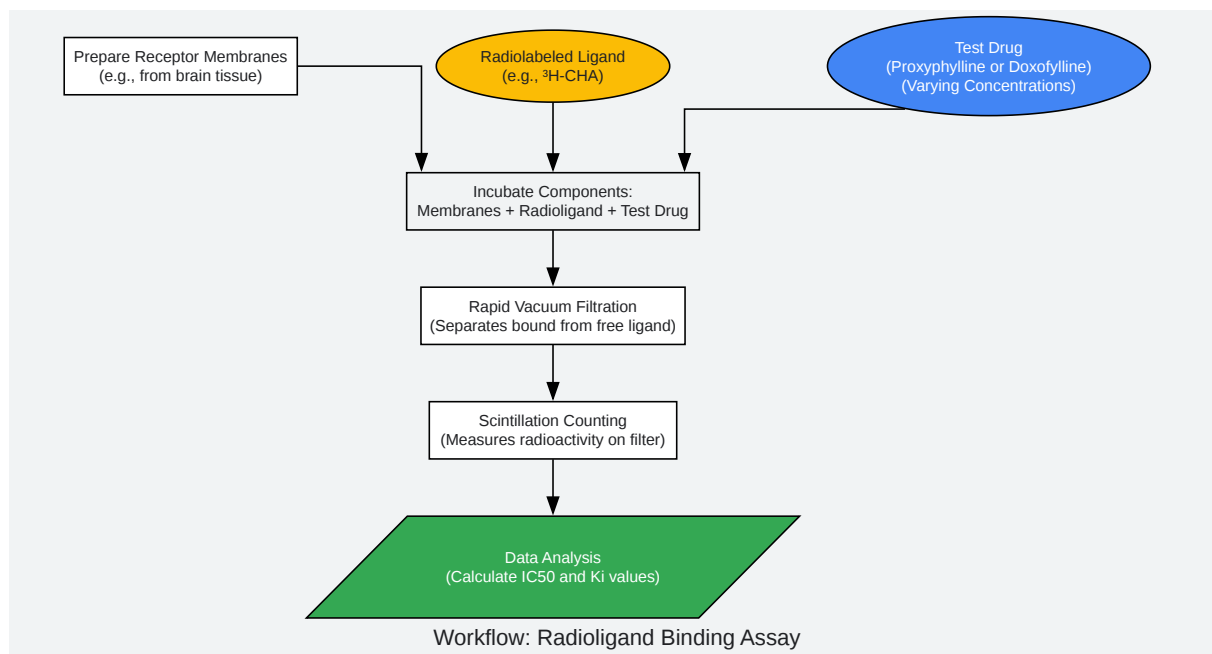 Prepare Receptor Membranes
(e.g., from brain tissue)
Radiolabeled Ligand
(e.g., ³H-CHA)
Test Drug
(Proxyphylline or Doxofylline)
(Varying Concentrations)
Incubate Components:
Membranes + Radioligand + Test Drug
Rapid Vacuum Filtration
(Separates bound from free ligand)
Scintillation Counting
(Measures radioactivity on filter)
Data Analysis
(Calculate IC50 and Ki values)
Workflow: Radioligand Binding Assay